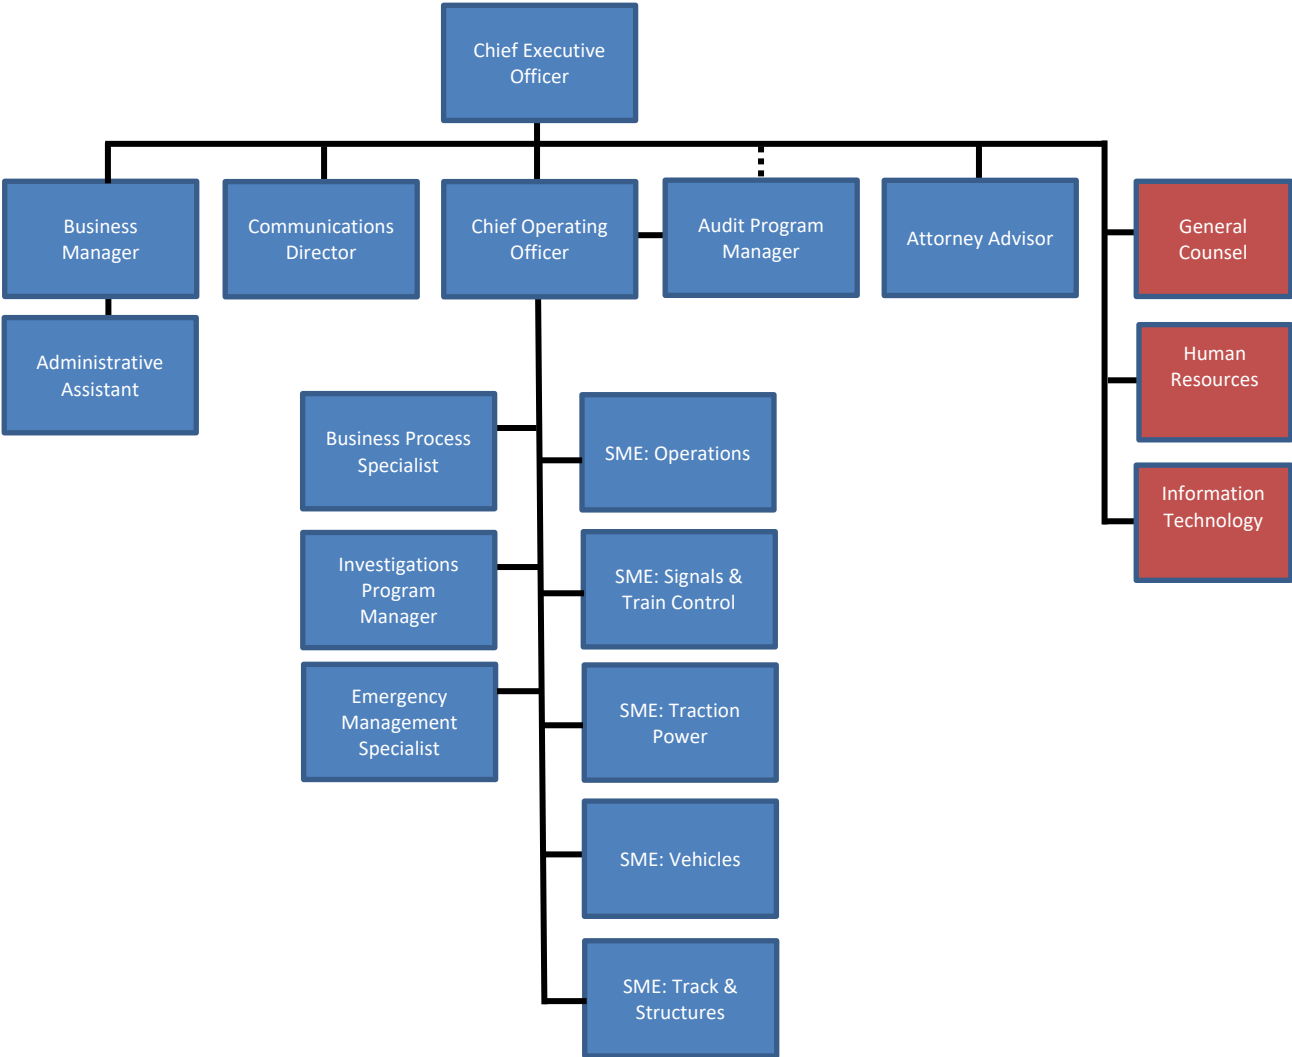 Chief Executive
Officer
Business
Manager
Communications
Director
Chief Operating
Officer
Audit Program
Manager
Attorney Advisor
General
Counsel
Administrative
Assistant
Human
Resources
Business Process
Specialist
SME: Operations
Information
Technology
Investigations
Program
Manager
SME: Signals &
Train Control
Emergency
Management
Specialist
SME: Traction
Power
SME: Vehicles
SME: Track &
Structures